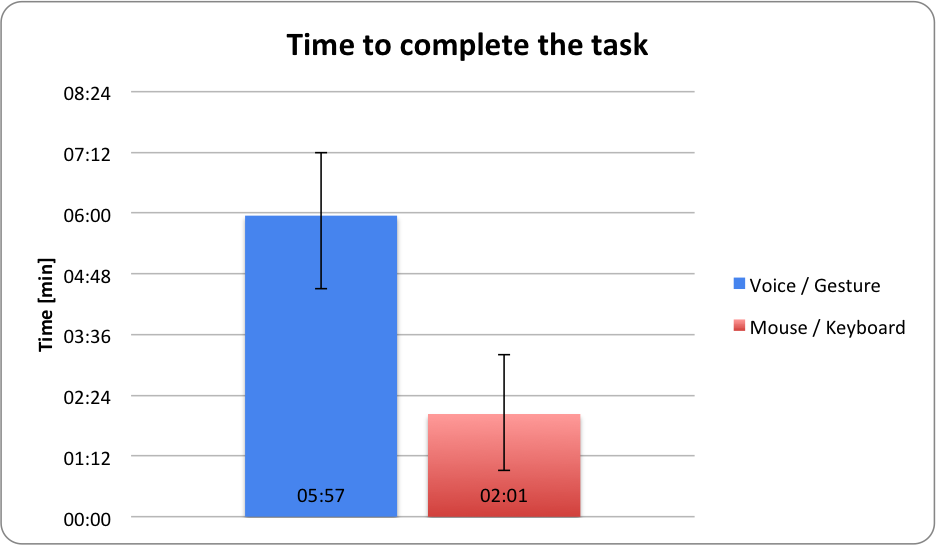 Time to complete the task
08:24
07:12
06:00
04:48
03:36
02:24
01:12
00:00
Time [min]
05:57
02:01
Voice / Gesture
Mouse / Keyboard